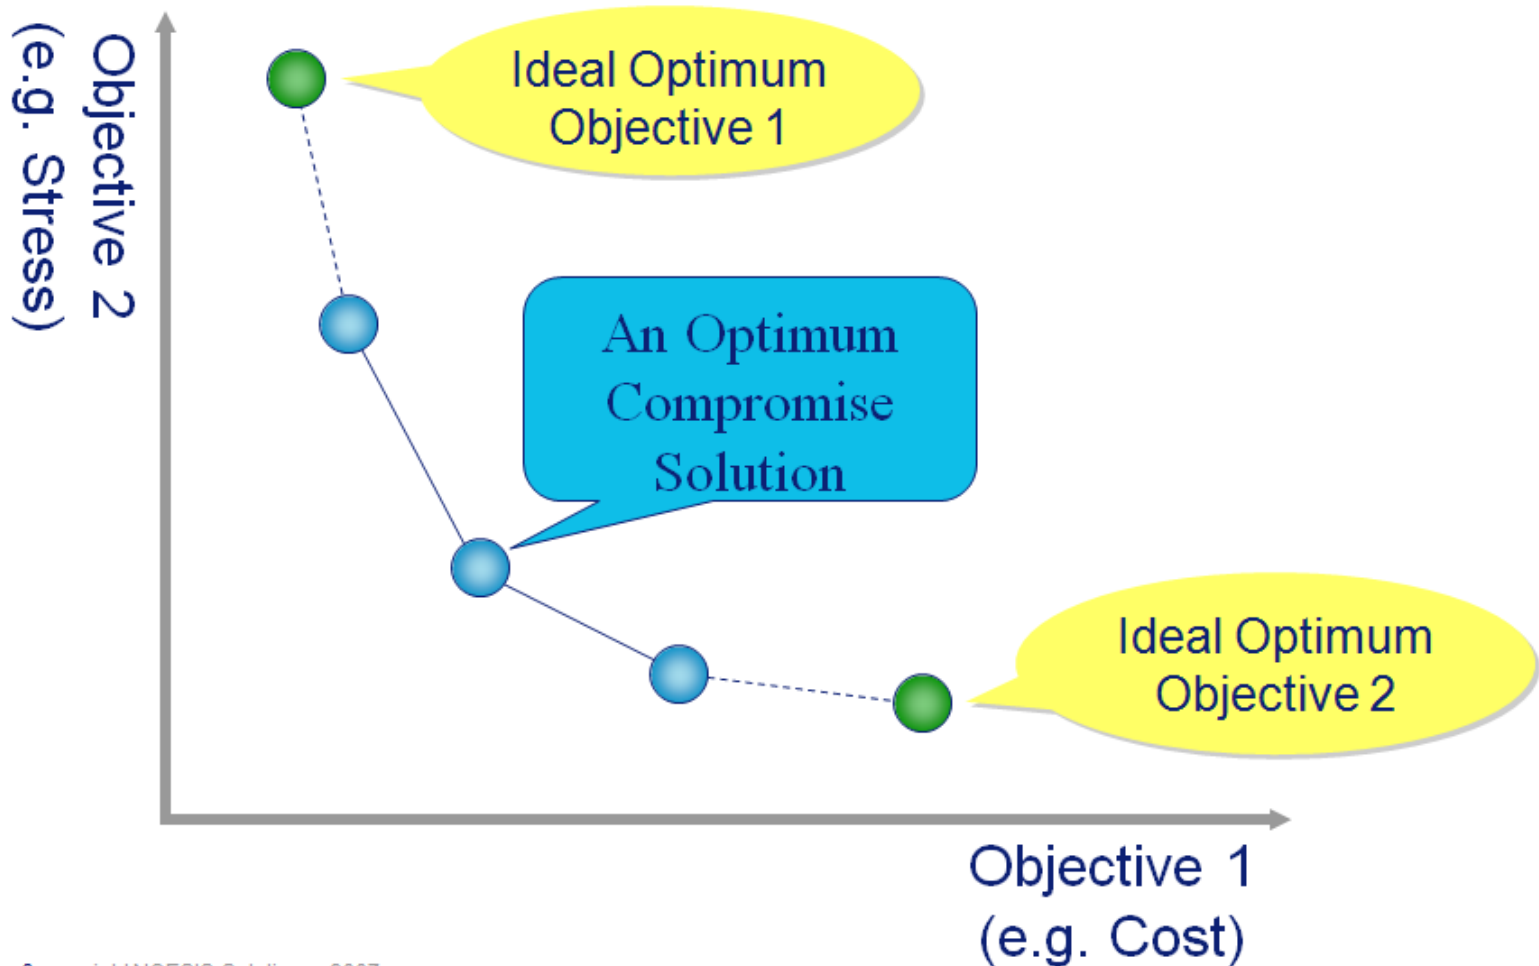 Objective 2
(e.g. Stress)
Ideal Optimum
Objective 1
An Optimum
Compromise
Solution
Ideal Optimum
Objective 2
Objective 1
(e.g. Cost)